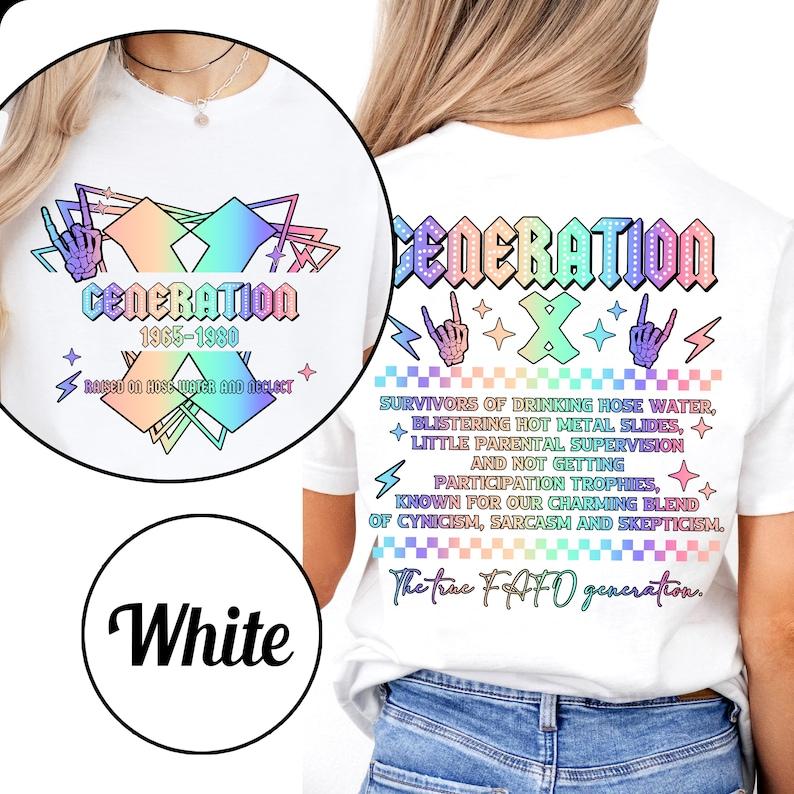 GENERATION
1965-1980
RAISED ON HOSE WATER AND NEGLECT
White
GENERATION
X
SURVIVORS OF DRINKING HOSE WATER,
BLISTERING HOT METAL SLIDES,
LITTLE PARENTAL SUPERVISION
AND NOT GETTING
PARTICIPATION TROPHIES,
KNOWN FOR OUR CHARMING BLEND
OF CYNICISM, SARCASM AND SKEPTICISM.
The true FAFO generation.